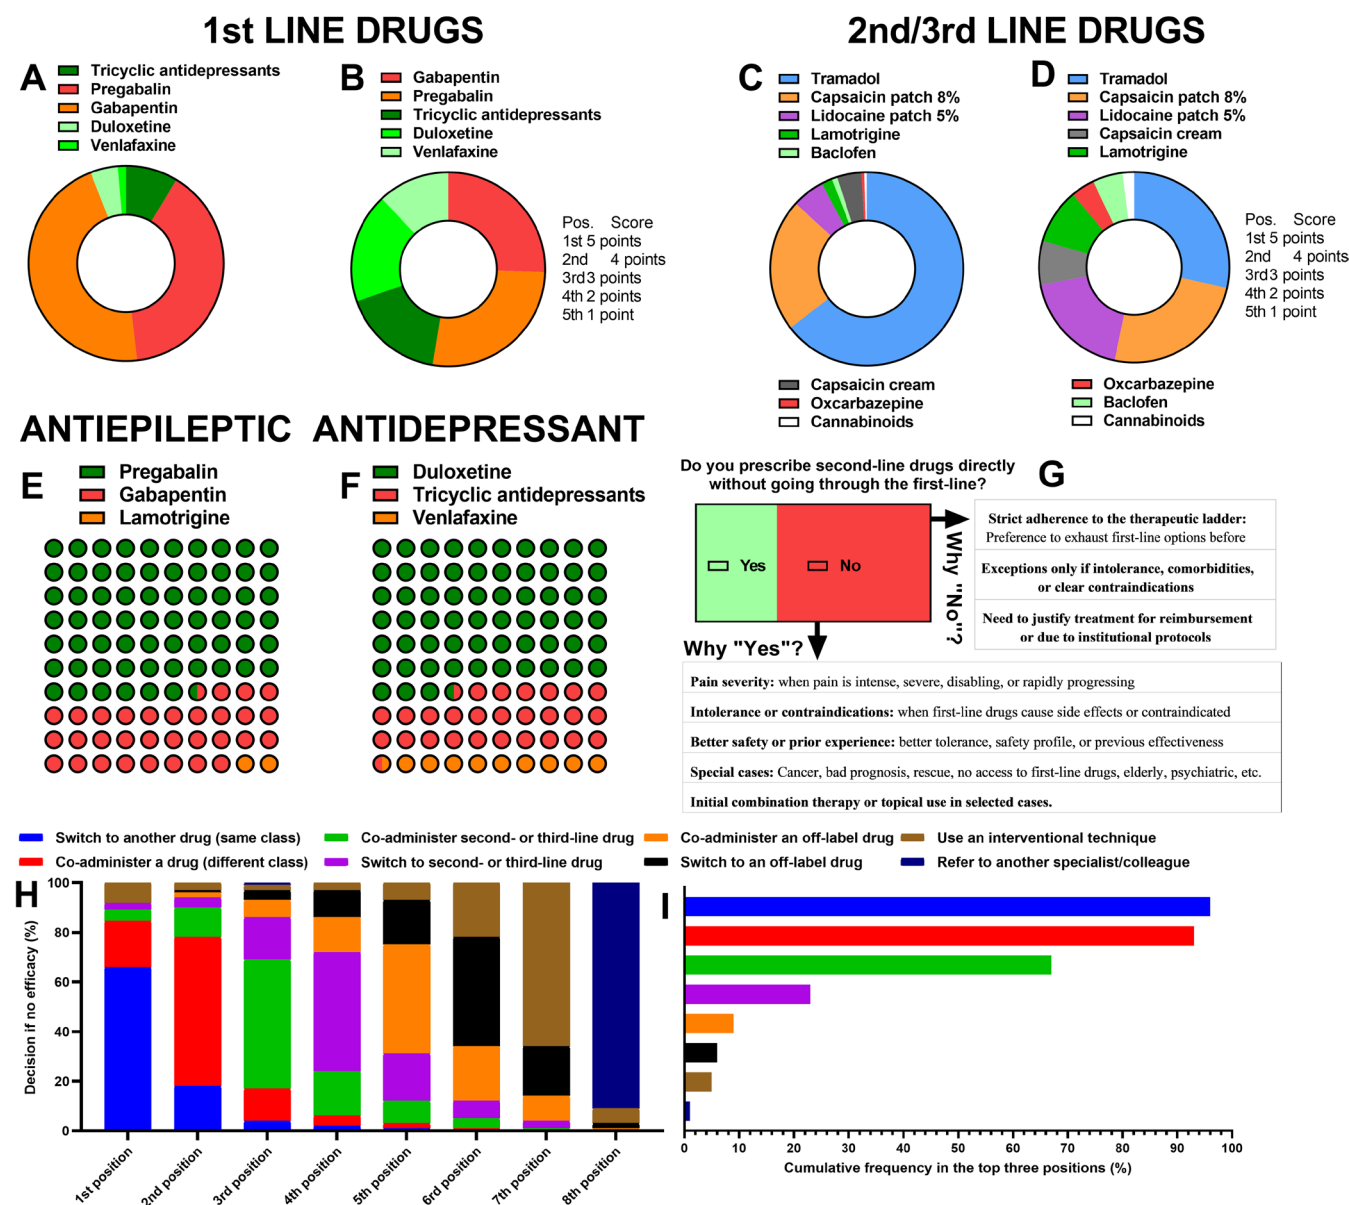 1st LINE DRUGS
2nd/3rd LINE DRUGS
A
Tricyclic antidepressants
Pregabalin
Gabapentin
Duloxetine
Venlafaxine
B
Gabapentin
Pregabalin
Tricyclic antidepressants
Duloxetine
Venlafaxine
Pos. Score
1st 5 points
2nd 4 points
3rd 3 points
4th 2 points
5th 1 point
C
Tramadol
Capsaicin patch 8%
Lidocaine patch 5%
Lamotrigine
Baclofen
Capsaicin cream
Oxcarbazepine
Cannabinoids
D
Tramadol
Capsaicin patch 8%
Lidocaine patch 5%
Capsaicin cream
Lamotrigine
Pos. Score
1st 5 points
2nd 4 points
3rd 3 points
4th 2 points
5th 1 point
Oxcarbazepine
Baclofen
Cannabinoids
ANTIEPILEPTIC
ANTIDEPRESSANT
E
Pregabalin
Gabapentin
Lamotrigine
F
Duloxetine
Tricyclic antidepressants
Venlafaxine
G
Do you prescribe second-line drugs directly
without going through the first-line?
Yes
No
Why "No"?
Strict adherence to the therapeutic ladder:
Preference to exhaust first-line options before
Exceptions only if intolerance, comorbidities,
or clear contraindications
Need to justify treatment for reimbursement
or due to institutional protocols
Why "Yes"?
Pain severity: when pain is intense, severe, disabling, or rapidly progressing
Intolerance or contraindications: when first-line drugs cause side effects or contraindicated
Better safety or prior experience: better tolerance, safety profile, or previous effectiveness
Special cases: Cancer, bad prognosis, rescue, no access to first-line drugs, elderly, psychiatric, etc.
Initial combination therapy or topical use in selected cases.
Switch to another drug (same class)
Co-administer second- or third-line drug
Co-administer an off-label drug
Use an interventional technique
Co-administer a drug (different class)
Switch to second- or third-line drug
Switch to an off-label drug
Refer to another specialist/colleague
H
Decision if no efficacy (%)
100
80
60
40
20
0
1st position
2nd position
3rd position
4th position
5th position
6rd position
7th position
8th position
I
0 10 20 30 40 50 60 70 80 90 100
Cumulative frequency in the top three positions (%)